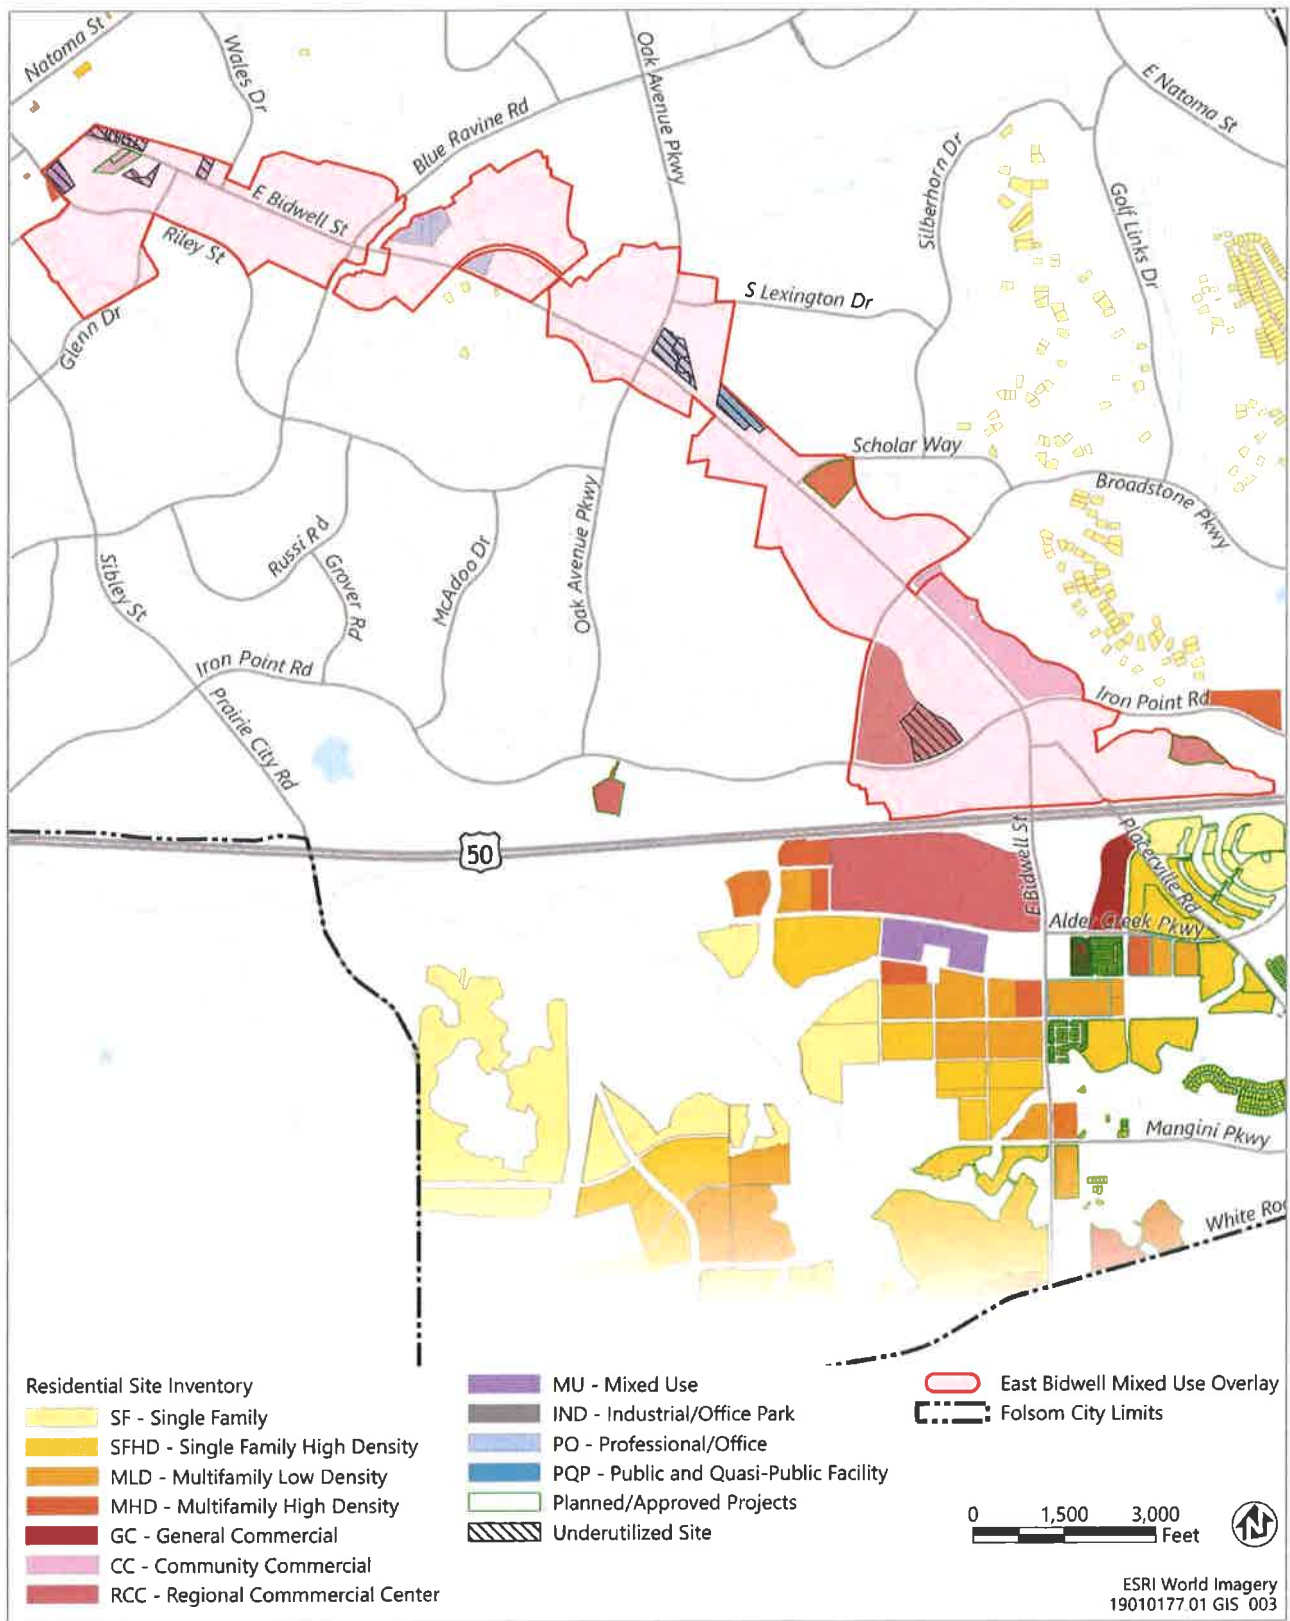 Natoma St
Wales Dr
Oak Avenue Pkwy
Blue Ravine Rd
E Natoma St
Silberhorn Dr
Golf Links Dr
E Bidwell St
Riley St
S Lexington Dr
Glenn Dr
Scholar Way
Broadstone Pkwy
Russi Rd
Grover Rd
McAdoo Dr
Oak Avenue Pkwy
Sibley St
Iron Point Rd
Prairie City Rd
Iron Point Rd
50
E Bidwell St
Placerville Rd
Alder Creek Pkwy
Mangini Pkwy
White Roc
Residential Site Inventory
SF - Single Family
SFHD - Single Family High Density
MLD - Multifamily Low Density
MHD - Multifamily High Density
GC - General Commercial
CC - Community Commercial
RCC - Regional Commmercial Center
MU - Mixed Use
IND - Industrial/Office Park
PO - Professional/Office
PQP - Public and Quasi-Public Facility
Planned/Approved Projects
Underutilized Site
East Bidwell Mixed Use Overlay
Folsom City Limits
0 1,500 3,000
Feet
N
ESRI World Imagery
19010177.01 GIS 003